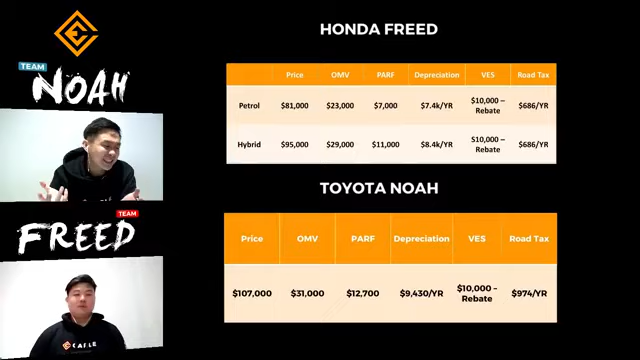 HONDA FREED
TEAM
NOAH
Price OMV PARF Depreciation VES Road Tax
Petrol $81,000 $23,000 $7,000 $7.4k/YR $10,000 – Rebate $686/YR
Hybrid $95,000 $29,000 $11,000 $8.4k/YR $10,000 – Rebate $686/YR
TOYOTA NOAH
TEAM
FREED
Price OMV PARF Depreciation VES Road Tax
$107,000 $31,000 $12,700 $9,430/YR $10,000 – Rebate $974/YR